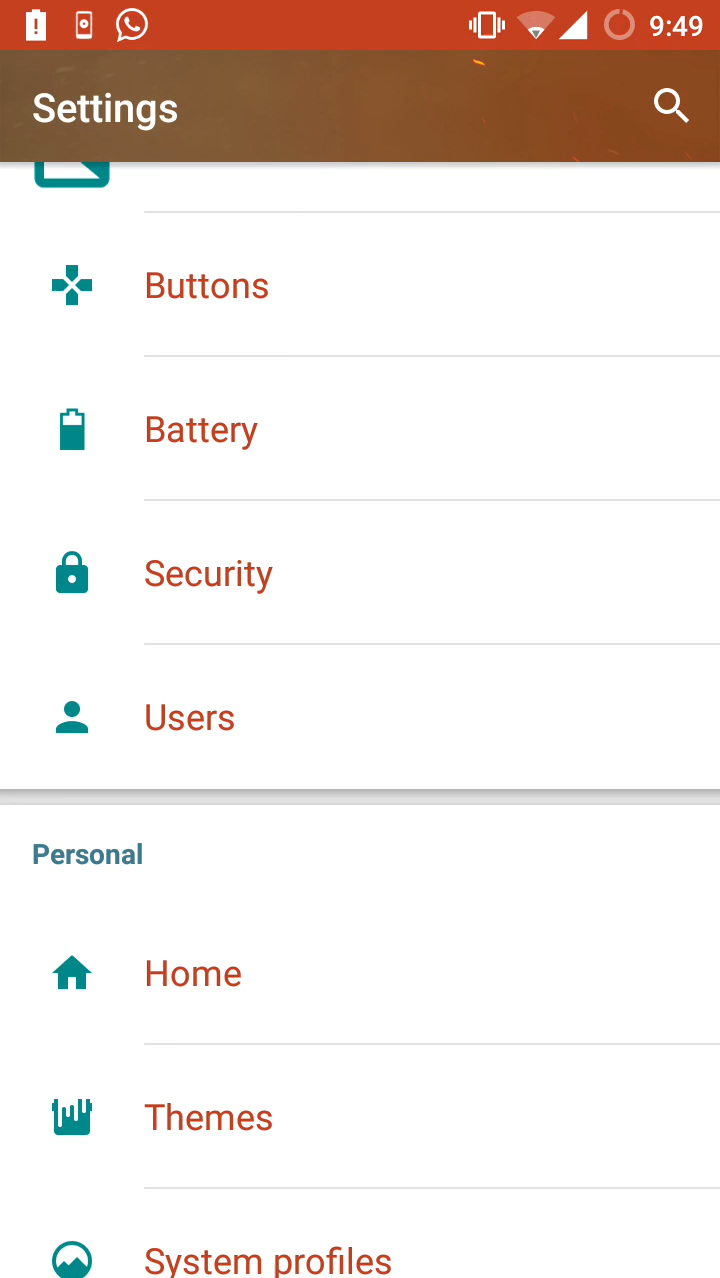 9:49
Settings
Buttons
Battery
Security
Users
Personal
Home
Themes
System profiles